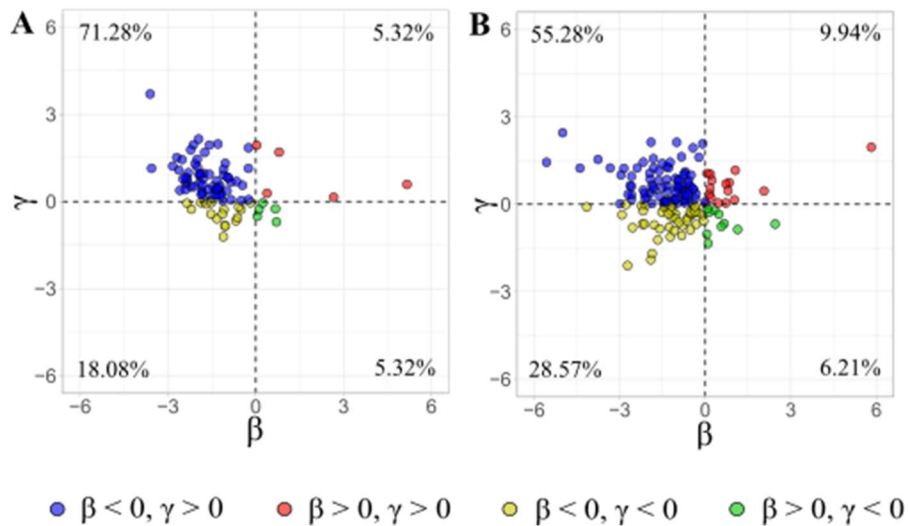 A 6 71.28% 5.32% B 6 55.28% 9.94%
3 3
γ 0 γ 0
−3 −3
−6 18.08% 5.32% −6 28.57% 6.21%
−6 −3 0 3 6 −6 −3 0 3 6
β β
β < 0, γ > 0 β > 0, γ > 0 β < 0, γ < 0 β > 0, γ < 0